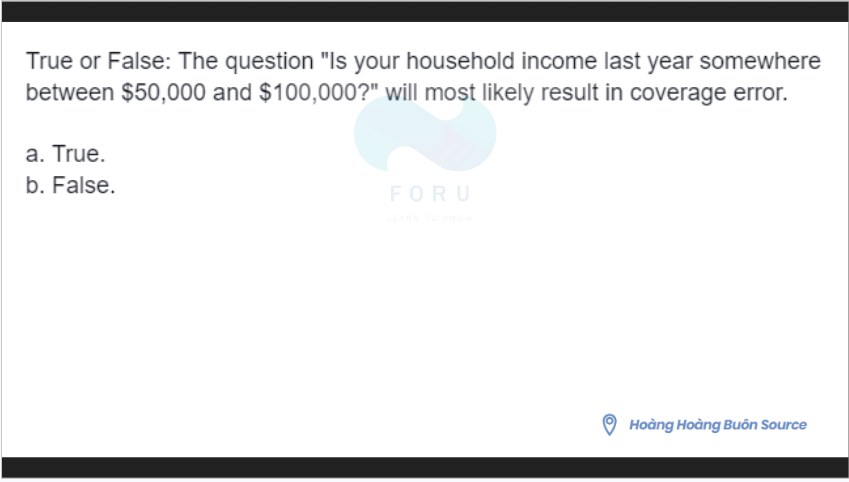 True or False: The question "Is your household income last year somewhere
between $50,000 and $100,000?" will most likely result in coverage error.
a. True.
b. False.
FORU
Hoàng Hoàng Buôn Source